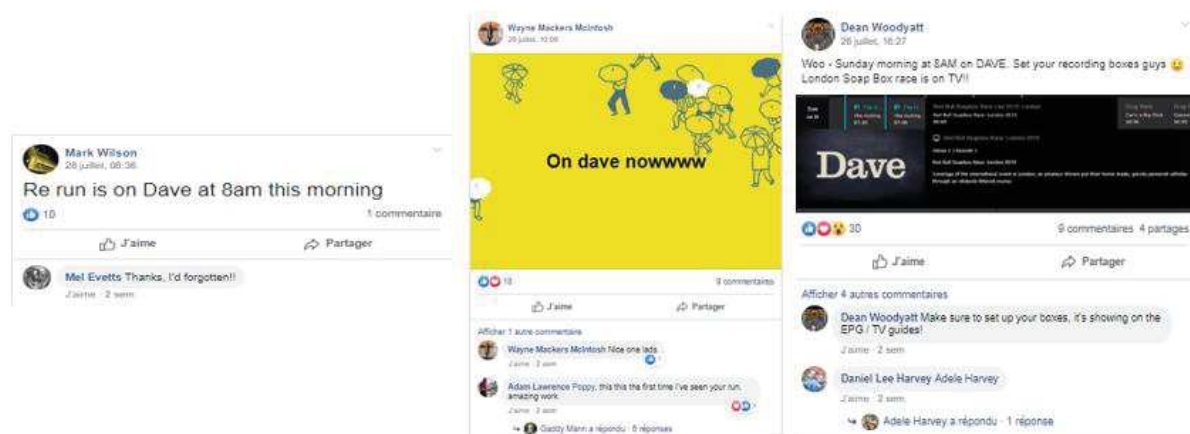 Mark Wilson
28 juillet, 08:36
Re run is on Dave at 8am this morning
10
1 commentaire
J'aime
Partager
Mel Evetts Thanks, I'd forgotten!!
J'aime · 2 sem
Wayne Mackers McIntosh
On dave nowwww
9 commentaires
J'aime
Partager
Afficher 1 autre commentaire
Wayne Mackers McIntosh Nice one lads.
J'aime · 2 sem
Adam Lawrence Poppy, this this the first time I've seen your run,
amazing work
J'aime · 2 sem
Gaddy Mann a répondu · 5 réponses
Dean Woodyatt
26 juillet, 16:27
Woo - Sunday morning at 8AM on DAVE. Set your recording boxes guys
London Soap Box race is on TV!!
Dave
30
9 commentaires 4 partages
J'aime
Partager
Afficher 4 autres commentaires
Dean Woodyatt Make sure to set up your boxes, it's showing on the
EPG / TV guides!
J'aime · 2 sem
Daniel Lee Harvey Adele Harvey
J'aime · 2 sem
Adele Harvey a répondu · 1 réponse